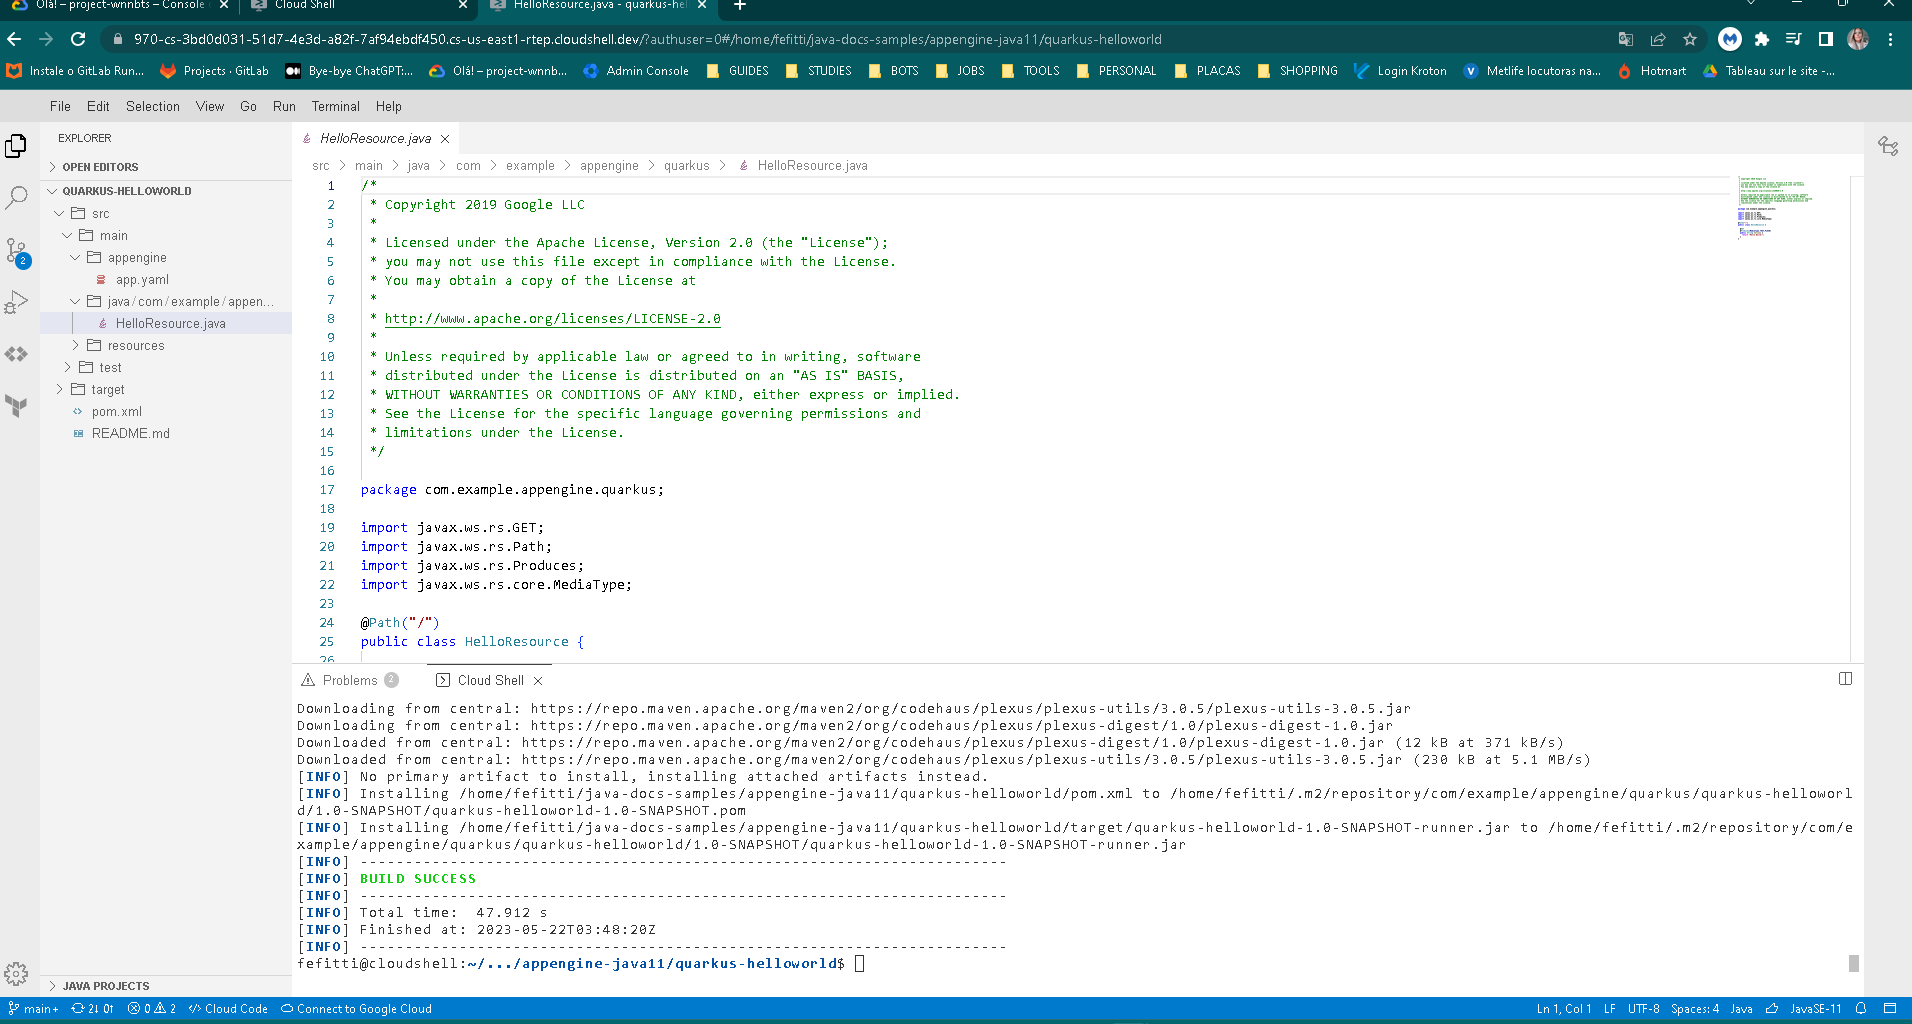 Olá! – project-wnnbts – Console
Cloud Shell
HelloResource.java - quarkus-hel
970-cs-3bd0d031-51d7-4e3d-a82f-7af94ebdf450.cs-us-east1-rtep.cloudshell.dev/?authuser=0#/home/fefitti/java-docs-samples/appengine-java11/quarkus-helloworld
Instale o GitLab Run... Projects · GitLab Bye-bye ChatGPT:... Olá! – project-wnnb... Admin Console GUIDES STUDIES BOTS JOBS TOOLS PERSONAL PLACAS SHOPPING Login Kroton Metlife locutoras na... Hotmart Tableau sur le site -...
File Edit Selection View Go Run Terminal Help
EXPLORER
OPEN EDITORS
QUARKUS-HELLOWORLD
src
main
appengine
app.yaml
java/com/example/appen...
HelloResource.java
resources
test
target
pom.xml
README.md
JAVA PROJECTS
2
HelloResource.java
src > main > java > com > example > appengine > quarkus > HelloResource.java
1 /*
2 * Copyright 2019 Google LLC
3 *
4 * Licensed under the Apache License, Version 2.0 (the "License");
5 * you may not use this file except in compliance with the License.
6 * You may obtain a copy of the License at
7 *
8 * http://www.apache.org/licenses/LICENSE-2.0
9 *
10 * Unless required by applicable law or agreed to in writing, software
11 * distributed under the License is distributed on an "AS IS" BASIS,
12 * WITHOUT WARRANTIES OR CONDITIONS OF ANY KIND, either express or implied.
13 * See the License for the specific language governing permissions and
14 * limitations under the License.
15 */
16
17 package com.example.appengine.quarkus;
18
19 import javax.ws.rs.GET;
20 import javax.ws.rs.Path;
21 import javax.ws.rs.Produces;
22 import javax.ws.rs.core.MediaType;
23
24 @Path("/")
25 public class HelloResource {
26
Problems 2 Cloud Shell
Downloading from central: https://repo.maven.apache.org/maven2/org/codehaus/plexus/plexus-utils/3.0.5/plexus-utils-3.0.5.jar
Downloading from central: https://repo.maven.apache.org/maven2/org/codehaus/plexus/plexus-digest/1.0/plexus-digest-1.0.jar
Downloaded from central: https://repo.maven.apache.org/maven2/org/codehaus/plexus/plexus-digest/1.0/plexus-digest-1.0.jar (12 kB at 371 kB/s)
Downloaded from central: https://repo.maven.apache.org/maven2/org/codehaus/plexus/plexus-utils/3.0.5/plexus-utils-3.0.5.jar (230 kB at 5.1 MB/s)
[INFO] No primary artifact to install, installing attached artifacts instead.
[INFO] Installing /home/fefitti/java-docs-samples/appengine-java11/quarkus-helloworld/pom.xml to /home/fefitti/.m2/repository/com/example/appengine/quarkus/quarkus-helloworl
d/1.0-SNAPSHOT/quarkus-helloworld-1.0-SNAPSHOT.pom
[INFO] Installing /home/fefitti/java-docs-samples/appengine-java11/quarkus-helloworld/target/quarkus-helloworld-1.0-SNAPSHOT-runner.jar to /home/fefitti/.m2/repository/com/e
xample/appengine/quarkus/quarkus-helloworld/1.0-SNAPSHOT/quarkus-helloworld-1.0-SNAPSHOT-runner.jar
[INFO] ------------------------------------------------------------------------
[INFO] BUILD SUCCESS
[INFO] ------------------------------------------------------------------------
[INFO] Total time:  47.912 s
[INFO] Finished at: 2023-05-22T03:48:20Z
[INFO] ------------------------------------------------------------------------
fefitti@cloudshell:~/.../appengine-java11/quarkus-helloworld$
main+ 2↓ 0↑ 0 2 Cloud Code Connect to Google Cloud Ln 1, Col 1 LF UTF-8 Spaces: 4 Java JavaSE-11